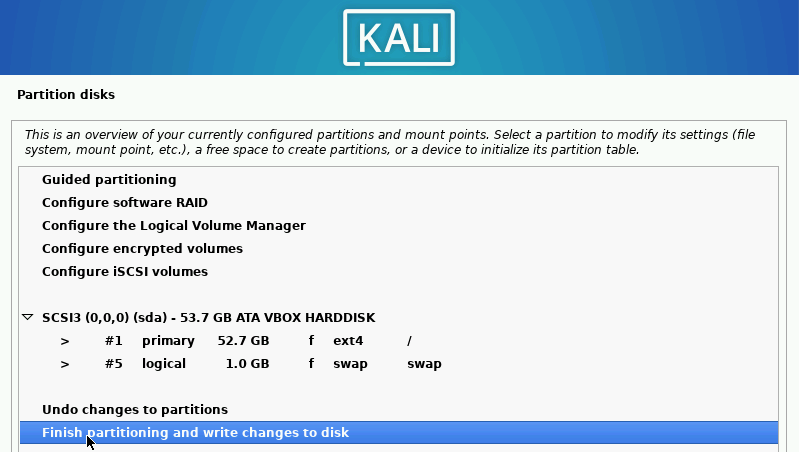 KALI
Partition disks
This is an overview of your currently configured partitions and mount points. Select a partition to modify its settings (file
system, mount point, etc.), a free space to create partitions, or a device to initialize its partition table.
Guided partitioning
Configure software RAID
Configure the Logical Volume Manager
Configure encrypted volumes
Configure iSCSI volumes
SCSI3 (0,0,0) (sda) - 53.7 GB ATA VBOX HARDDISK
> #1 primary 52.7 GB f ext4 /
> #5 logical 1.0 GB f swap swap
Undo changes to partitions
Finish partitioning and write changes to disk